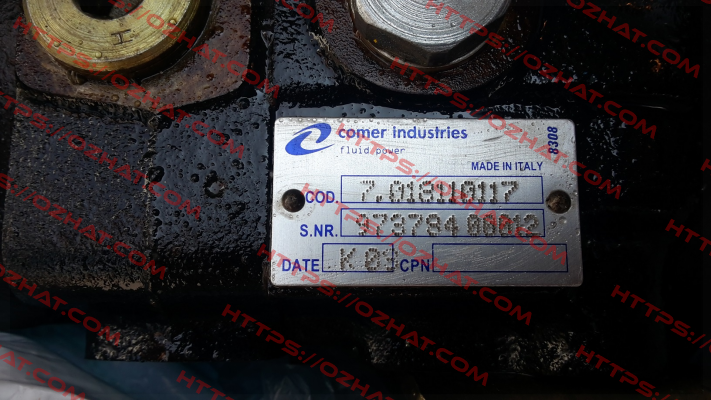 comer industries
fluid power
8308
MADE IN ITALY
COD. 7.018110117
S.NR. 973784 00012
DATE K 03 CPN
HTTPS://OZHAT.COM